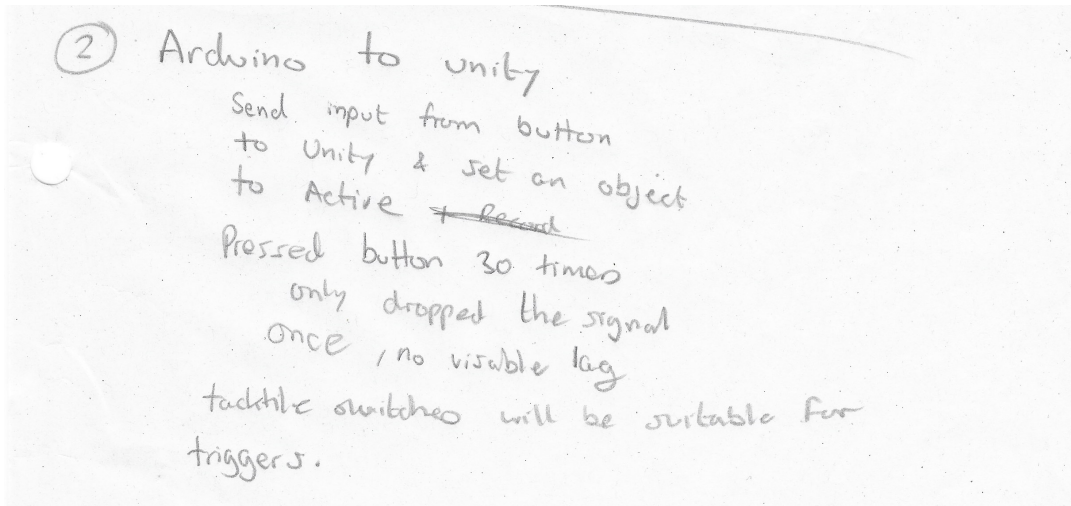 2 Arduino to unity
Send input from button
to Unity & set an object
to Active + Record
Pressed button 30 times
only dropped the signal
once, no visable lag
tacktile switches will be suitable for
triggers.